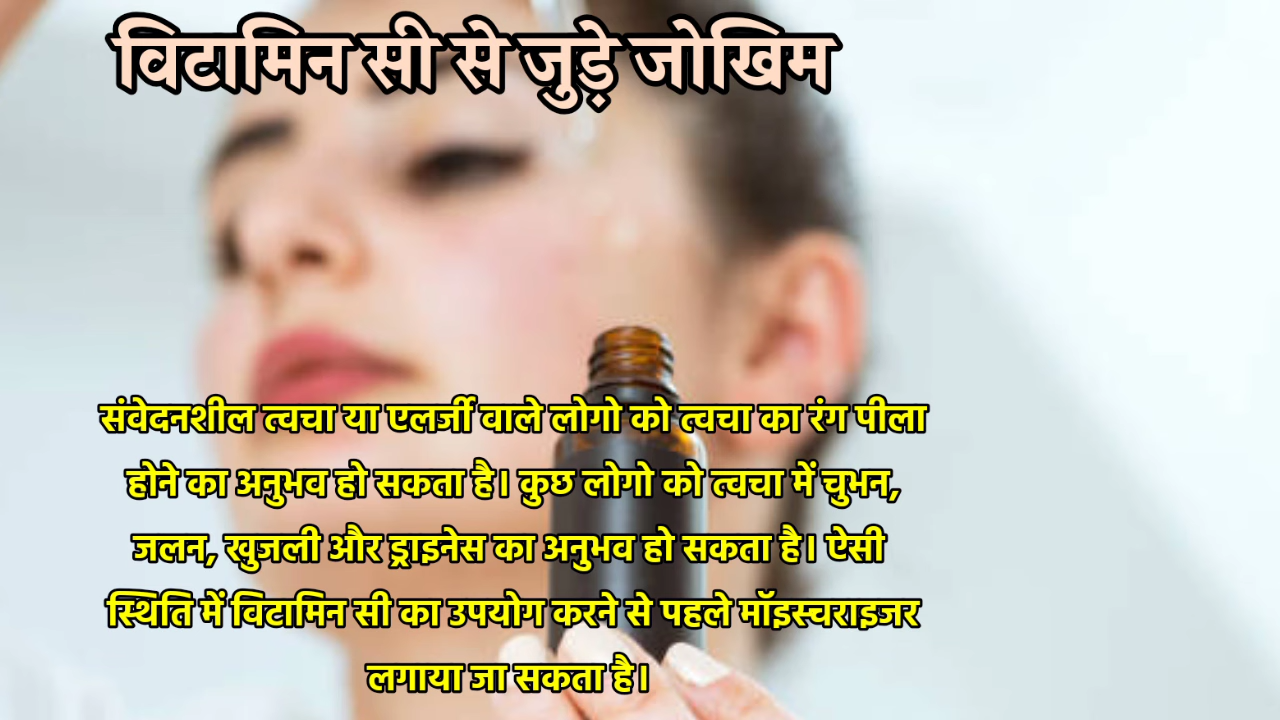 विटामिन सी से जुड़े जोखिम
संवेदनशील त्वचा या एलर्जी वाले लोगो को त्वचा का रंग पीला
होने का अनुभव हो सकता है। कुछ लोगो को त्वचा में चुभन,
जलन, खुजली और ड्राइनेस का अनुभव हो सकता है। ऐसी
स्थिति में विटामिन सी का उपयोग करने से पहले मॉइस्चराइजर
लगाया जा सकता है।